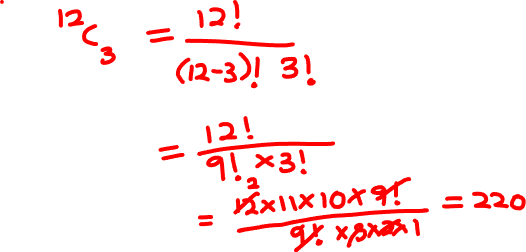 ¹²C₃ = 12! / (12-3)! 3!
= 12! / 9! × 3!
= 12 2 × 11 × 10 × 9! / 9! × 3 × 2 × 1 = 220